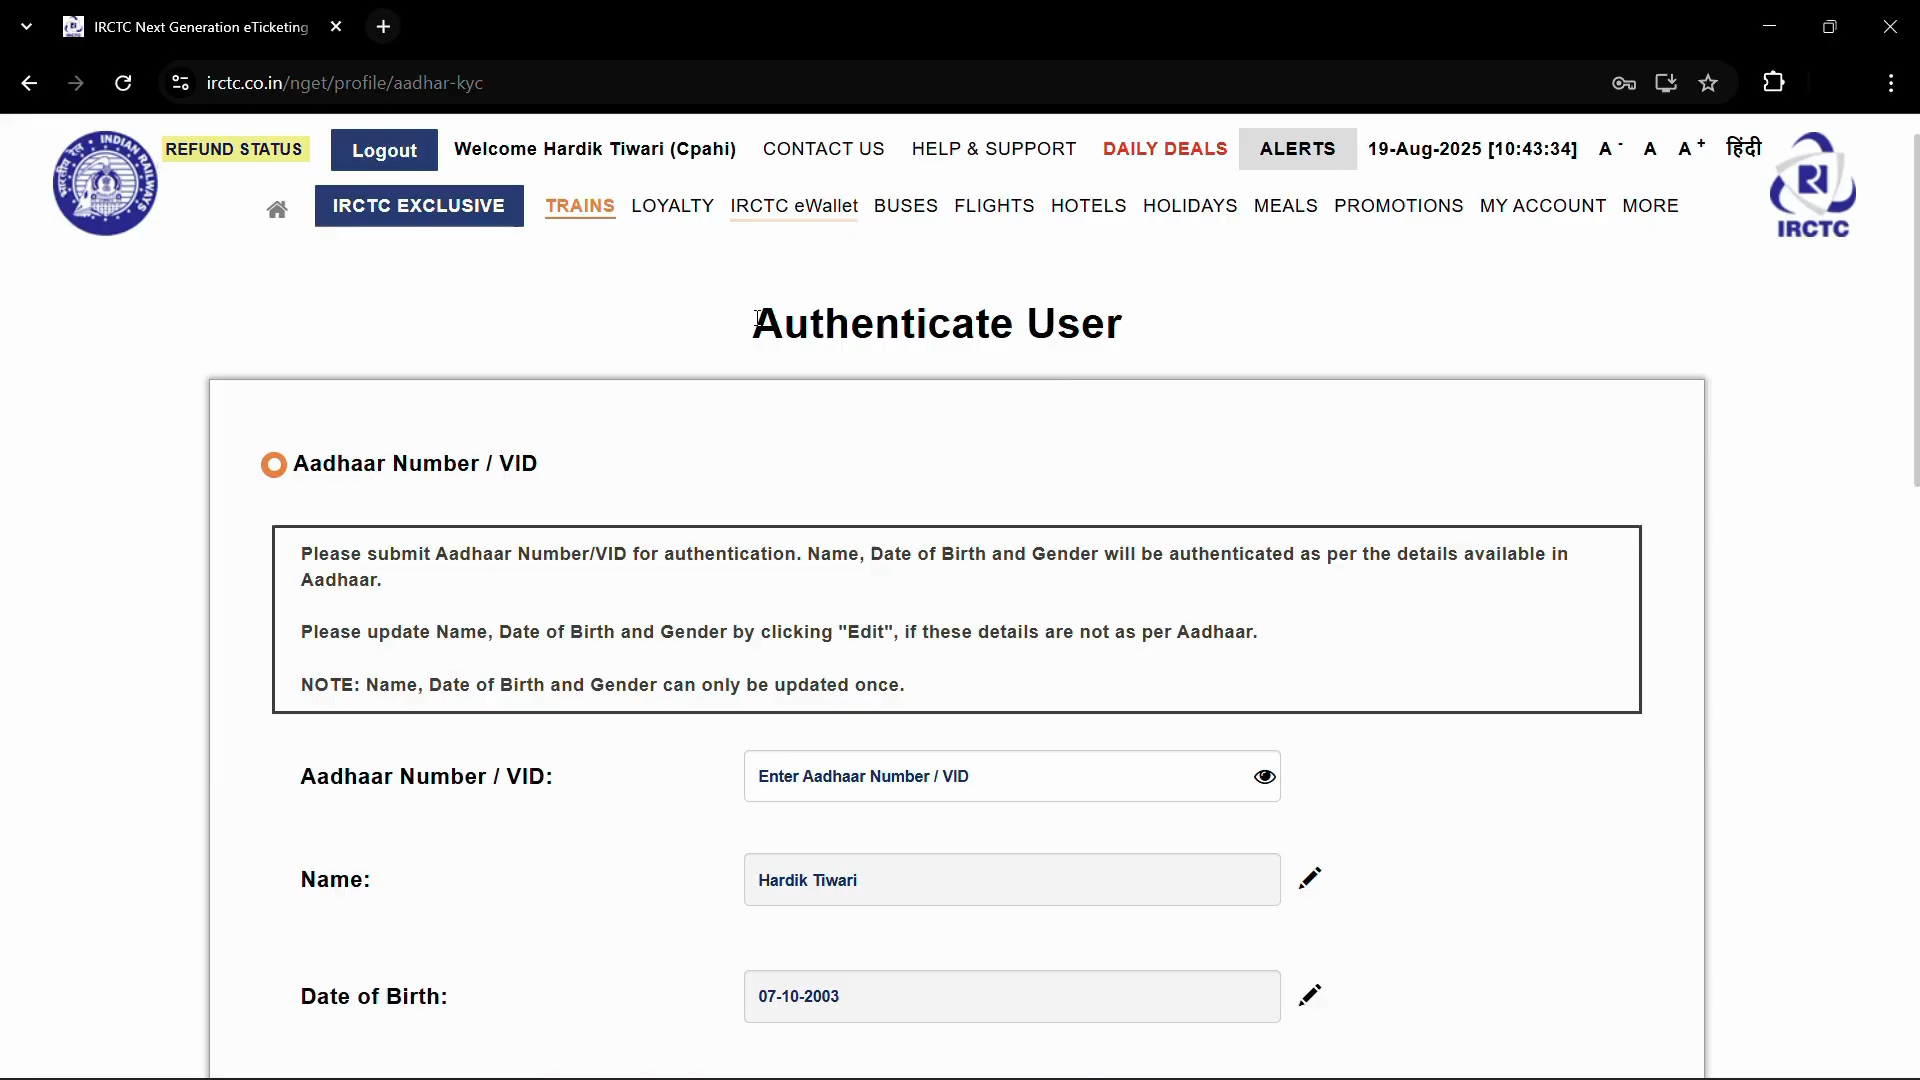 IRCTC Next Generation eTicketing
irctc.co.in/nget/profile/aadhar-kyc
INDIAN RAILWAYS
भारतीय रेल
REFUND STATUS
Logout
Welcome Hardik Tiwari (Cpahi)
CONTACT US
HELP & SUPPORT
DAILY DEALS
ALERTS
19-Aug-2025 [10:43:34]
A -
A
A +
हिंदी
IRCTC EXCLUSIVE
TRAINS
LOYALTY
IRCTC eWallet
BUSES
FLIGHTS
HOTELS
HOLIDAYS
MEALS
PROMOTIONS
MY ACCOUNT
MORE
IRCTC
Authenticate User
Aadhaar Number / VID
Please submit Aadhaar Number/VID for authentication. Name, Date of Birth and Gender will be authenticated as per the details available in
Aadhaar.
Please update Name, Date of Birth and Gender by clicking "Edit", if these details are not as per Aadhaar.
NOTE: Name, Date of Birth and Gender can only be updated once.
Aadhaar Number / VID:
Enter Aadhaar Number / VID
Name:
Hardik Tiwari
Date of Birth:
07-10-2003